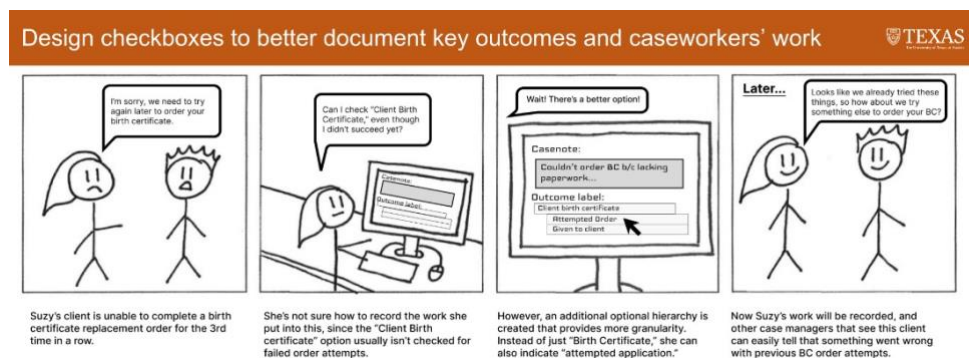 Design checkboxes to better document key outcomes and caseworkers' work
TEXAS
I'm sorry, we need to try
again later to order your
birth certificate.
Can I check "Client Birth
Certificate," even though
I didn't succeed yet?
Casenote:
Outcome label:
Wait! There's a better option!
Casenote:
Couldn't order BC b/c lacking
paperwork...
Outcome label:
Client birth certificate
Attempted Order
Given to client
Later...
Looks like we already tried these
things, so how about we try
something else to order your BC?
Suzy's client is unable to complete a birth
certificate replacement order for the 3rd
time in a row.
She's not sure how to record the work she
put into this, since the "Client Birth
certificate" option usually isn't checked for
failed order attempts.
However, an additional optional hierarchy is
created that provides more granularity.
Instead of just "Birth Certificate," she can
also indicate "attempted application."
Now Suzy's work will be recorded, and
other case managers that see this client
can easily tell that something went wrong
with previous BC order attempts.